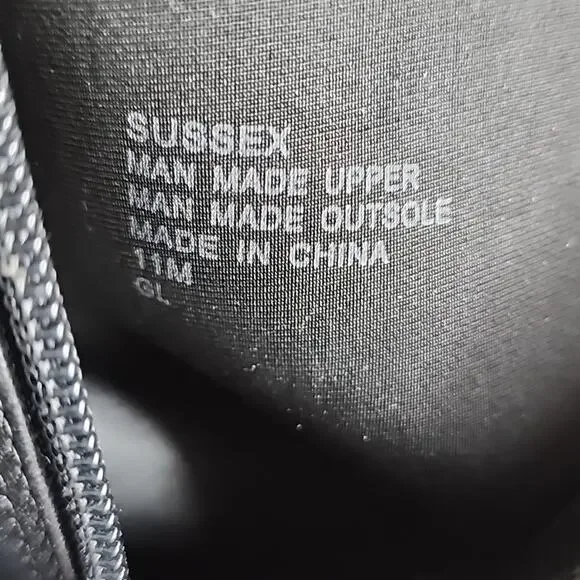 SUSSEX
MAN MADE UPPER
MAN MADE OUTSOLE
MADE IN CHINA
11M
GL